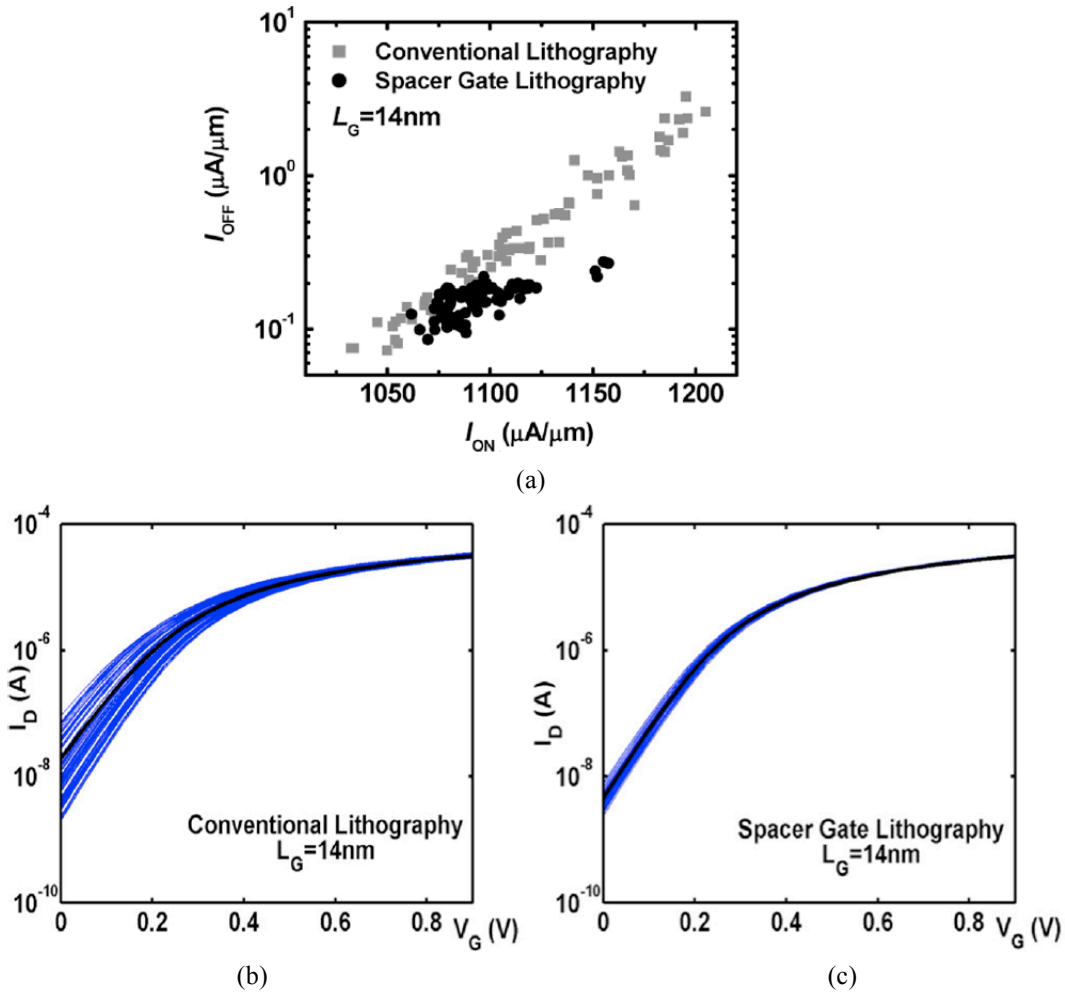 10^1
Conventional Lithography
Spacer Gate Lithography
L_G=14nm
10^0
10^-1
I_OFF (μA/μm)
1050 1100 1150 1200
I_ON (μA/μm)
(a)
10^-4
10^-6
10^-8
10^-10
I_D (A)
Conventional Lithography
L_G=14nm
0 0.2 0.4 0.6 0.8
V_G (V)
(b)
10^-4
10^-6
10^-8
10^-10
I_D (A)
Spacer Gate Lithography
L_G=14nm
0 0.2 0.4 0.6 0.8
V_G (V)
(c)